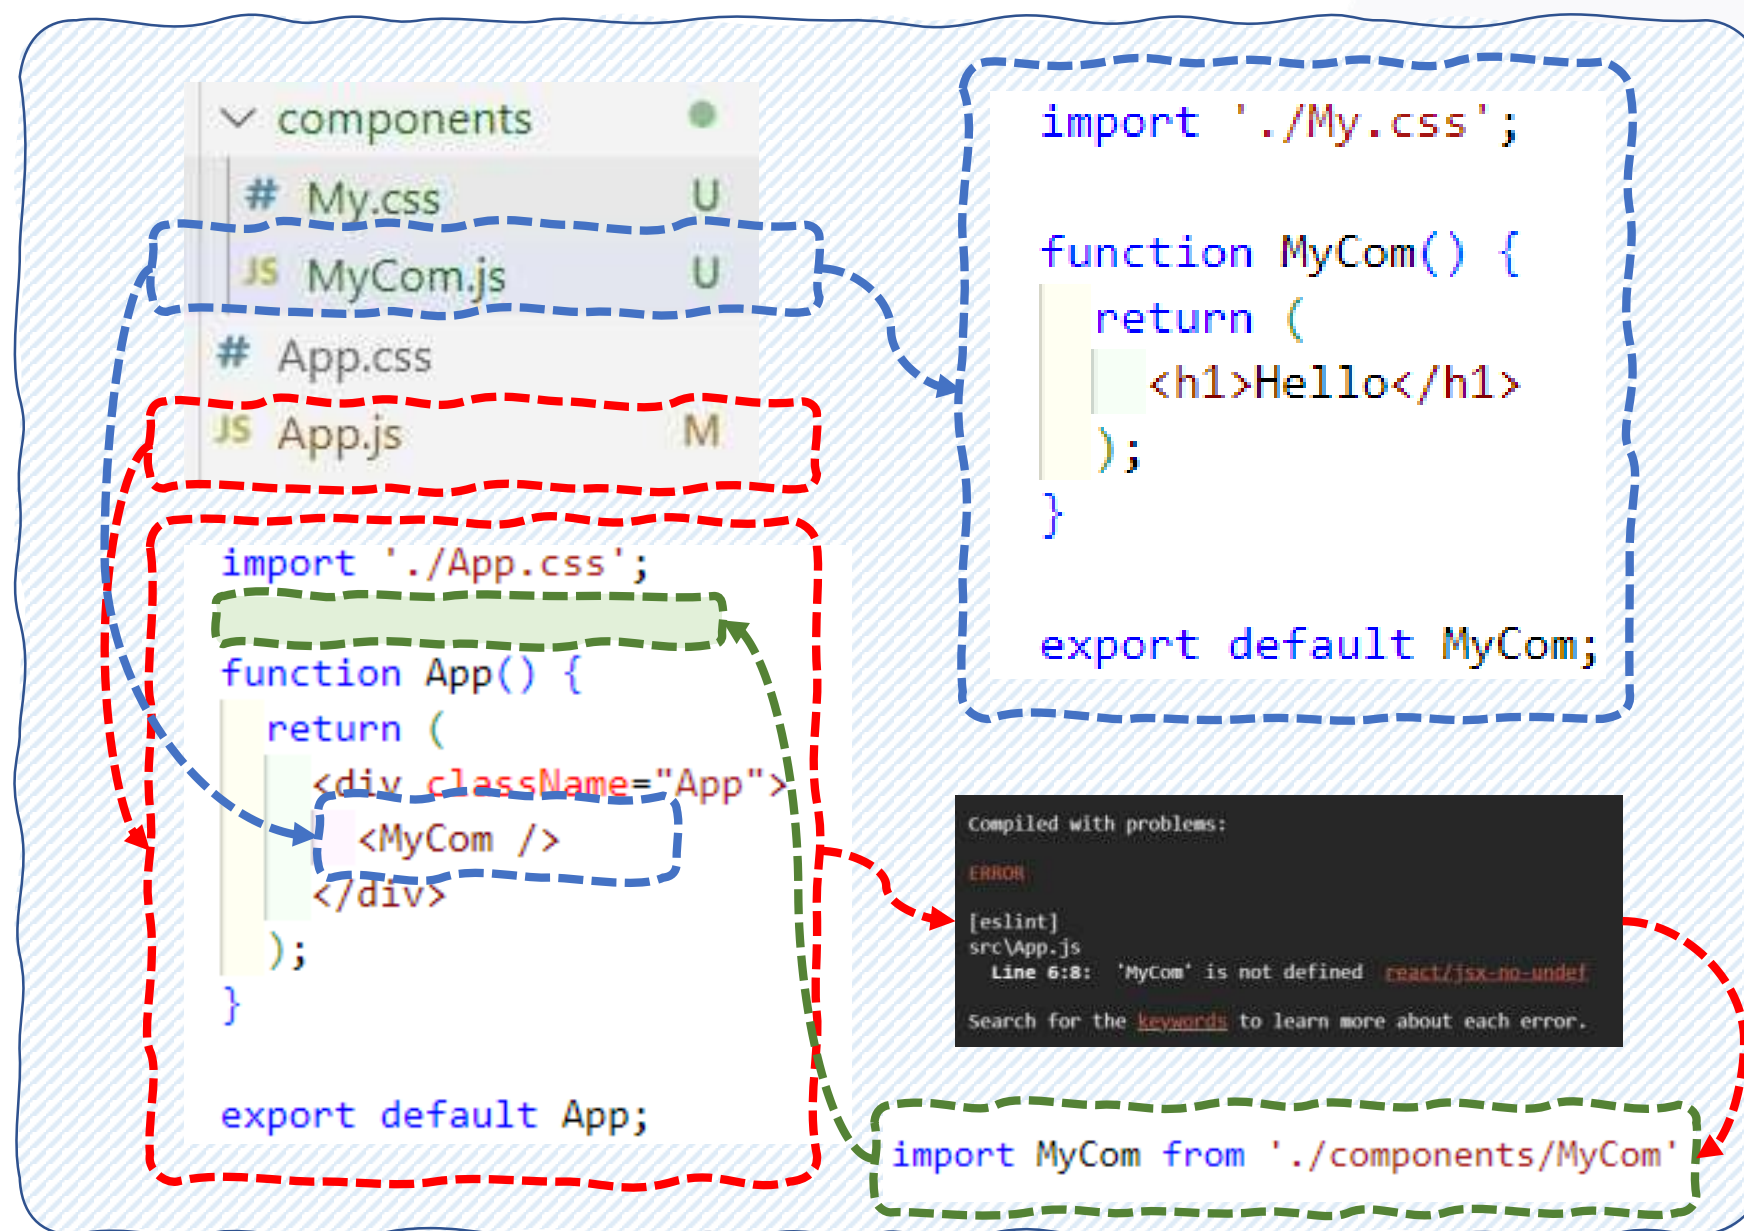 components
# My.css U
JS MyCom.js U
# App.css
JS App.js M
import './My.css';
function MyCom() {
return (
<h1>Hello</h1>
);
}
export default MyCom;
import './App.css';
function App() {
return (
<div className="App">
<MyCom />
</div>
);
}
export default App;
Compiled with problems:
ERROR
[eslint]
src\App.js
Line 6:8: 'MyCom' is not defined react/jsx-no-undef
Search for the keywords to learn more about each error.
import MyCom from './components/MyCom'